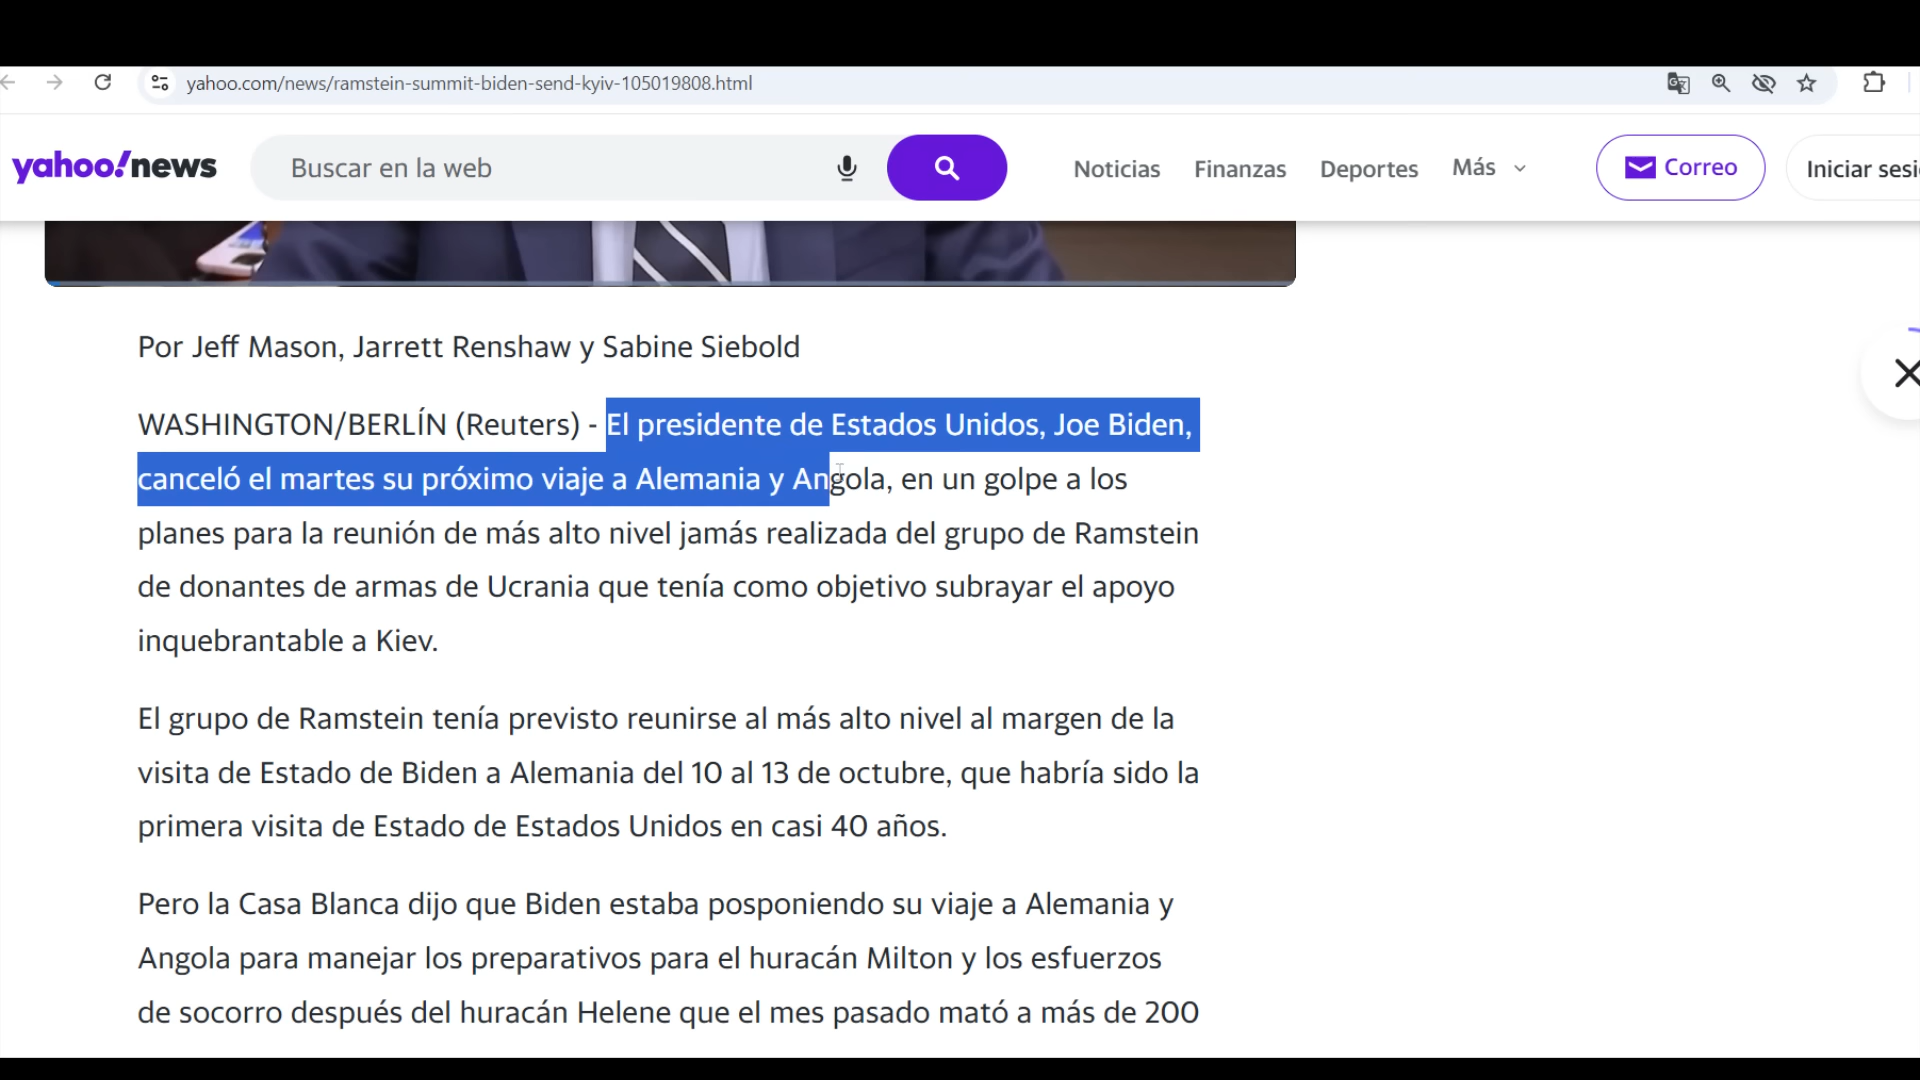 yahoo.com/news/ramstein-summit-biden-send-kyiv-105019808.html
yahoo!news
Buscar en la web
Noticias Finanzas Deportes Más
Correo
Iniciar sesi
Por Jeff Mason, Jarrett Renshaw y Sabine Siebold
WASHINGTON/BERLÍN (Reuters) - El presidente de Estados Unidos, Joe Biden,
canceló el martes su próximo viaje a Alemania y Angola, en un golpe a los
planes para la reunión de más alto nivel jamás realizada del grupo de Ramstein
de donantes de armas de Ucrania que tenía como objetivo subrayar el apoyo
inquebrantable a Kiev.
El grupo de Ramstein tenía previsto reunirse al más alto nivel al margen de la
visita de Estado de Biden a Alemania del 10 al 13 de octubre, que habría sido la
primera visita de Estado de Estados Unidos en casi 40 años.
Pero la Casa Blanca dijo que Biden estaba posponiendo su viaje a Alemania y
Angola para manejar los preparativos para el huracán Milton y los esfuerzos
de socorro después del huracán Helene que el mes pasado mató a más de 200